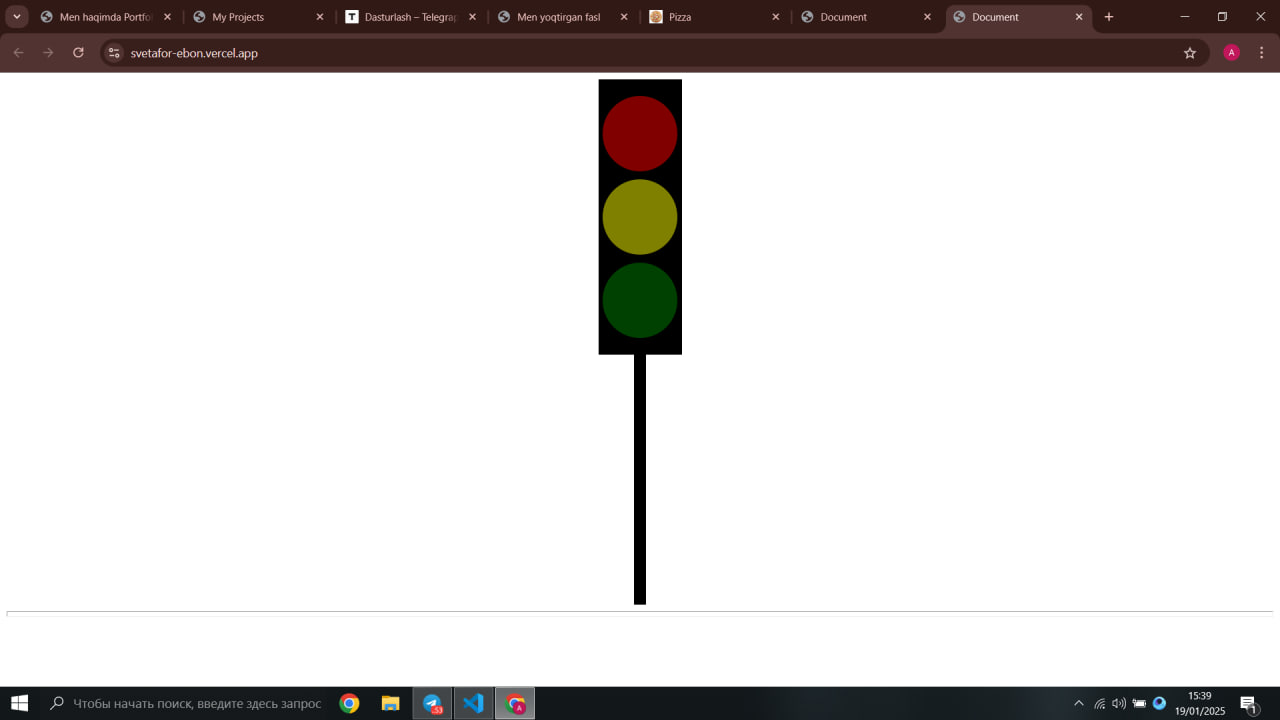 Men haqimda Portfo
My Projects
T
Dasturlash – Telegrap
Men yoqtirgan fasl
Pizza
Document
Document
svetafor-ebon.vercel.app
A
Чтобы начать поиск, введите здесь запрос
53
A
15:39
19/01/2025
1